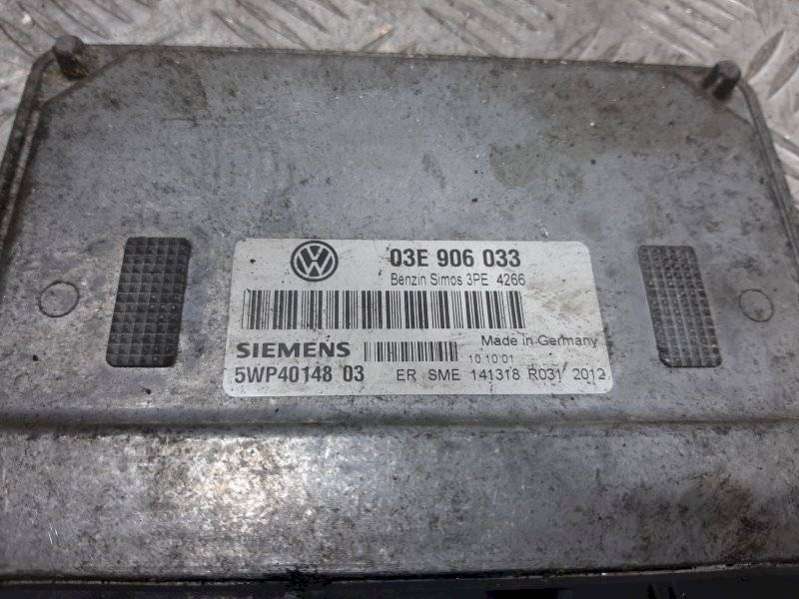 03E 906 033
Benzin Simos 3PE 4266
Made in Germany
SIEMENS
10.10.01
5WP40148 03
ER SME 141318 R031 2012